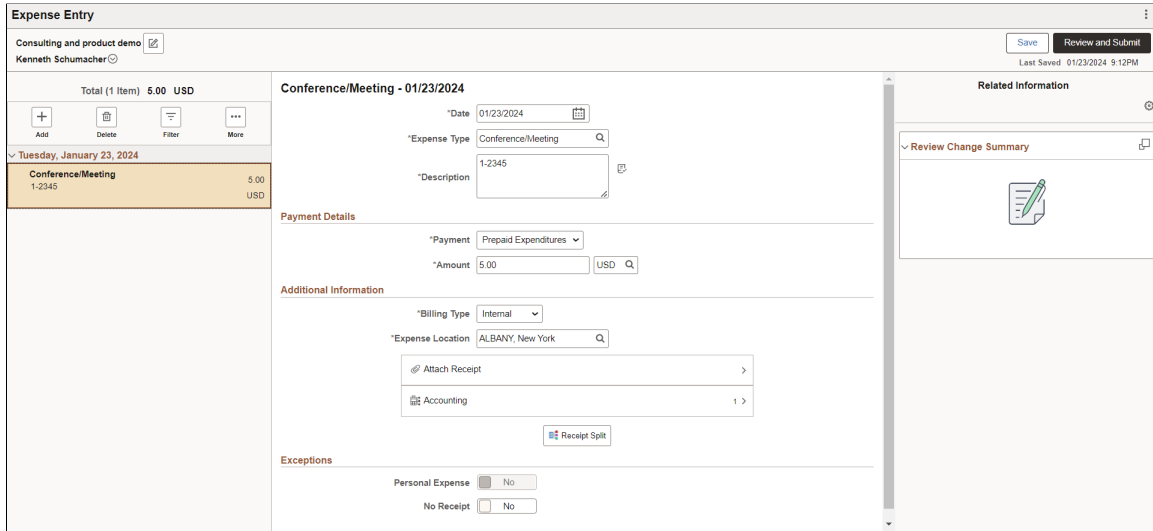 Expense Entry
Consulting and product demo
Kenneth Schumacher
Save
Review and Submit
Last Saved 01/23/2024 9:12PM
Total (1 Item) 5.00 USD
Add
Delete
Filter
More
Tuesday, January 23, 2024
Conference/Meeting
1-2345
5.00
USD
Conference/Meeting - 01/23/2024
*Date 01/23/2024
*Expense Type Conference/Meeting
*Description 1-2345
Payment Details
*Payment Prepaid Expenditures
*Amount 5.00 USD
Additional Information
*Billing Type Internal
*Expense Location ALBANY, New York
Attach Receipt
Accounting 1
Receipt Split
Exceptions
Personal Expense No
No Receipt No
Related Information
Review Change Summary